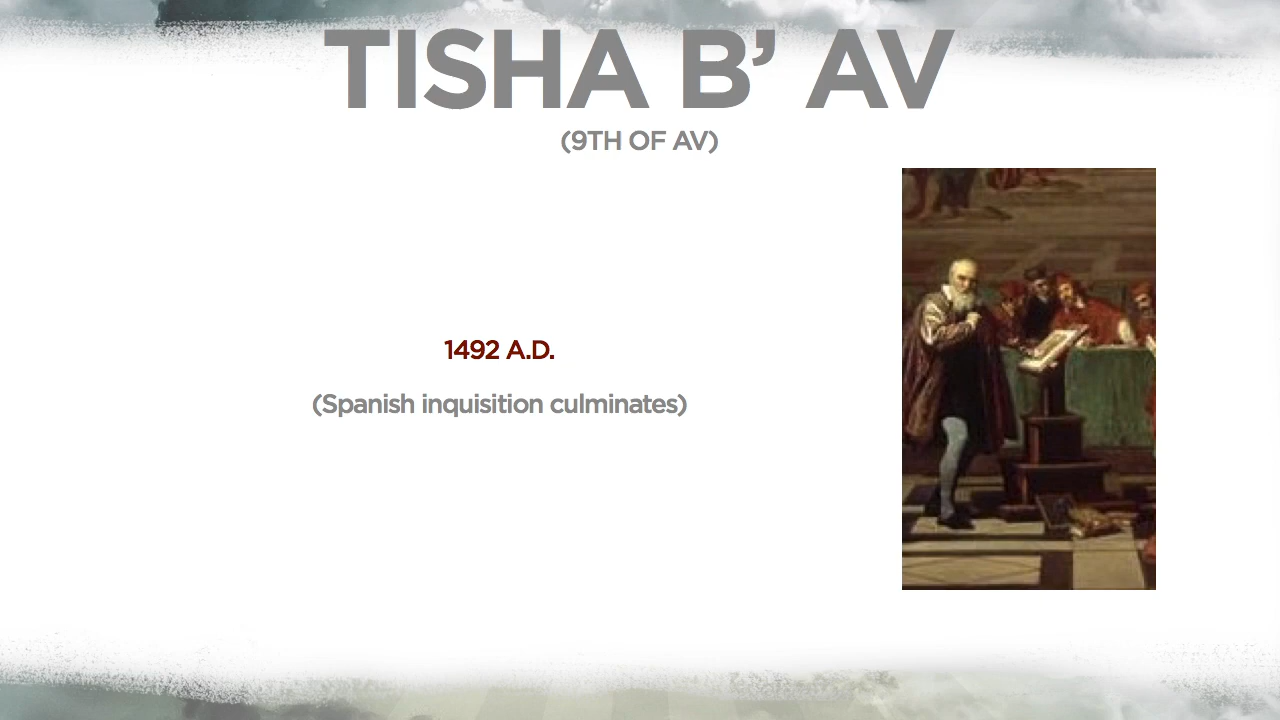 TISHA B’ AV
(9TH OF AV)
1492 A.D.
(Spanish inquisition culminates)